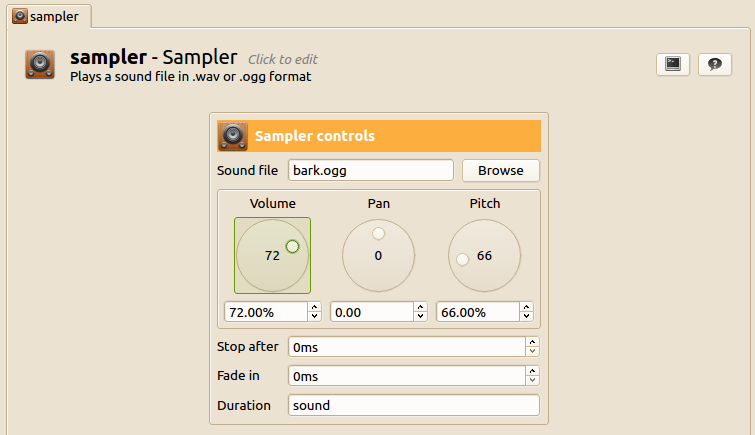 sampler
sampler - Sampler Click to edit
Plays a sound file in .wav or .ogg format
Sampler controls
Sound file bark.ogg Browse
Volume Pan Pitch
72 0 66
72.00% 0.00 66.00%
Stop after 0ms
Fade in 0ms
Duration sound